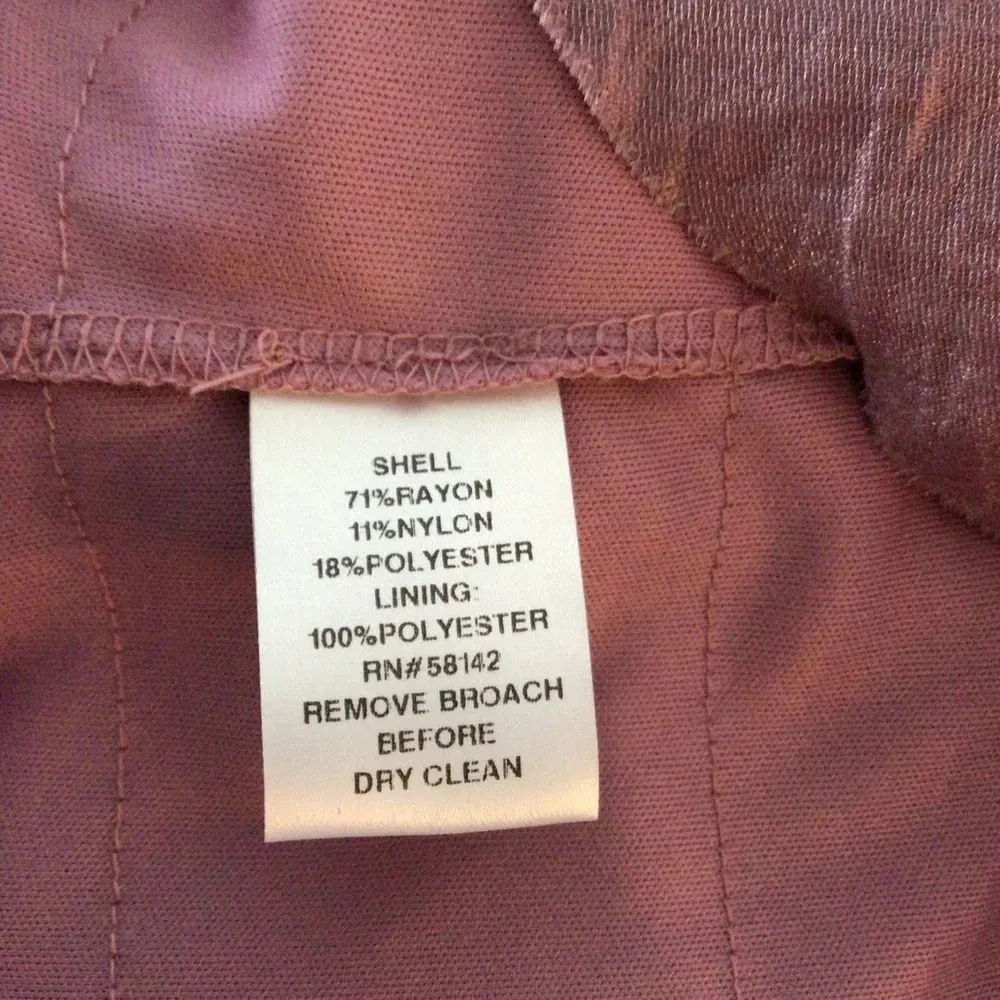 SHELL
71%RAYON
11%NYLON
18%POLYESTER
LINING:
100%POLYESTER
RN#58142
REMOVE BROACH
BEFORE
DRY CLEAN